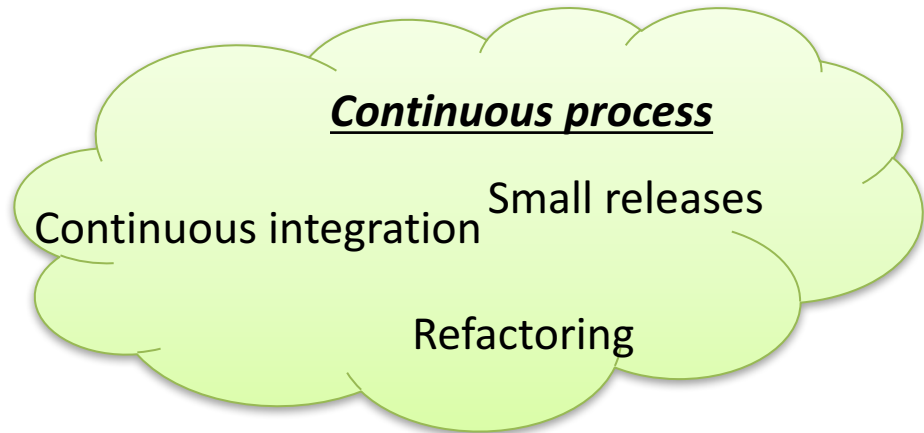 Continuous process
Small releases
Continuous integration
Refactoring